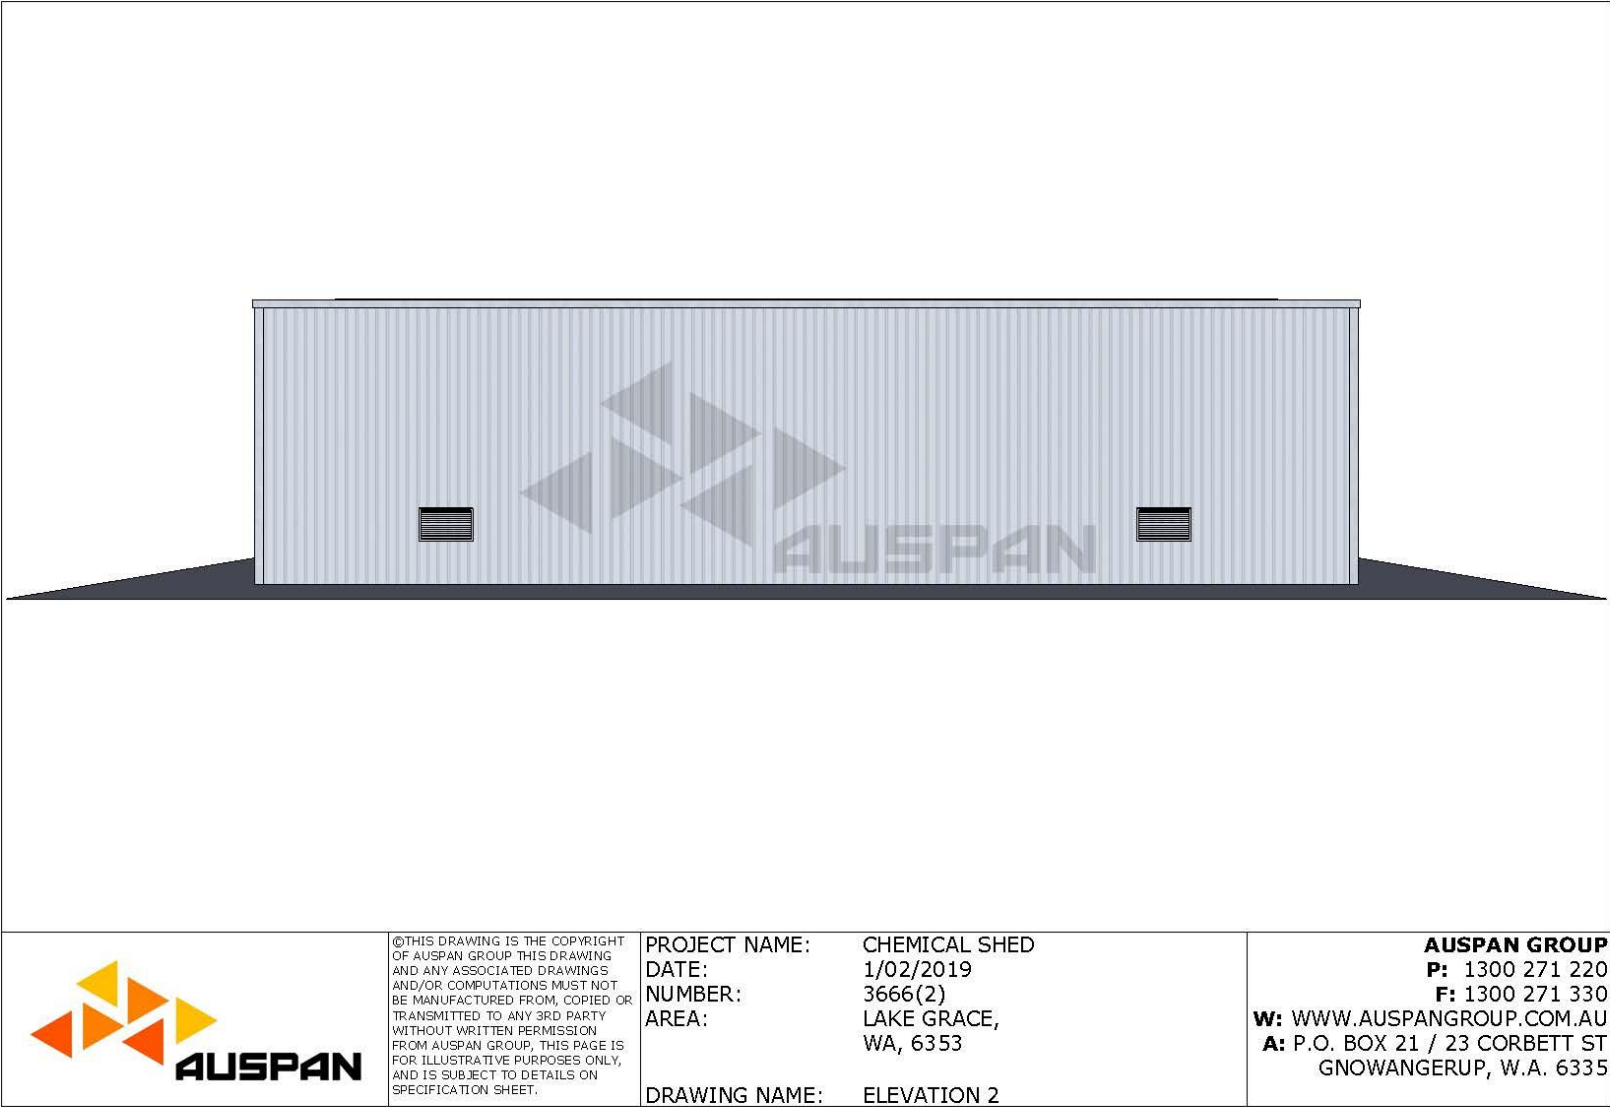 AUSPAN
AUSPAN
©THIS DRAWING IS THE COPYRIGHT
OF AUSPAN GROUP THIS DRAWING
AND ANY ASSOCIATED DRAWINGS
AND/OR COMPUTATIONS MUST NOT
BE MANUFACTURED FROM, COPIED OR
TRANSMITTED TO ANY 3RD PARTY
WITHOUT WRITTEN PERMISSION
FROM AUSPAN GROUP, THIS PAGE IS
FOR ILLUSTRATIVE PURPOSES ONLY,
AND IS SUBJECT TO DETAILS ON
SPECIFICATION SHEET.
PROJECT NAME: CHEMICAL SHED
DATE: 1/02/2019
NUMBER: 3666(2)
AREA: LAKE GRACE,
WA, 6353
DRAWING NAME: ELEVATION 2
AUSPAN GROUP
P: 1300 271 220
F: 1300 271 330
W: WWW.AUSPANGROUP.COM.AU
A: P.O. BOX 21 / 23 CORBETT ST
GNOWANGERUP, W.A. 6335